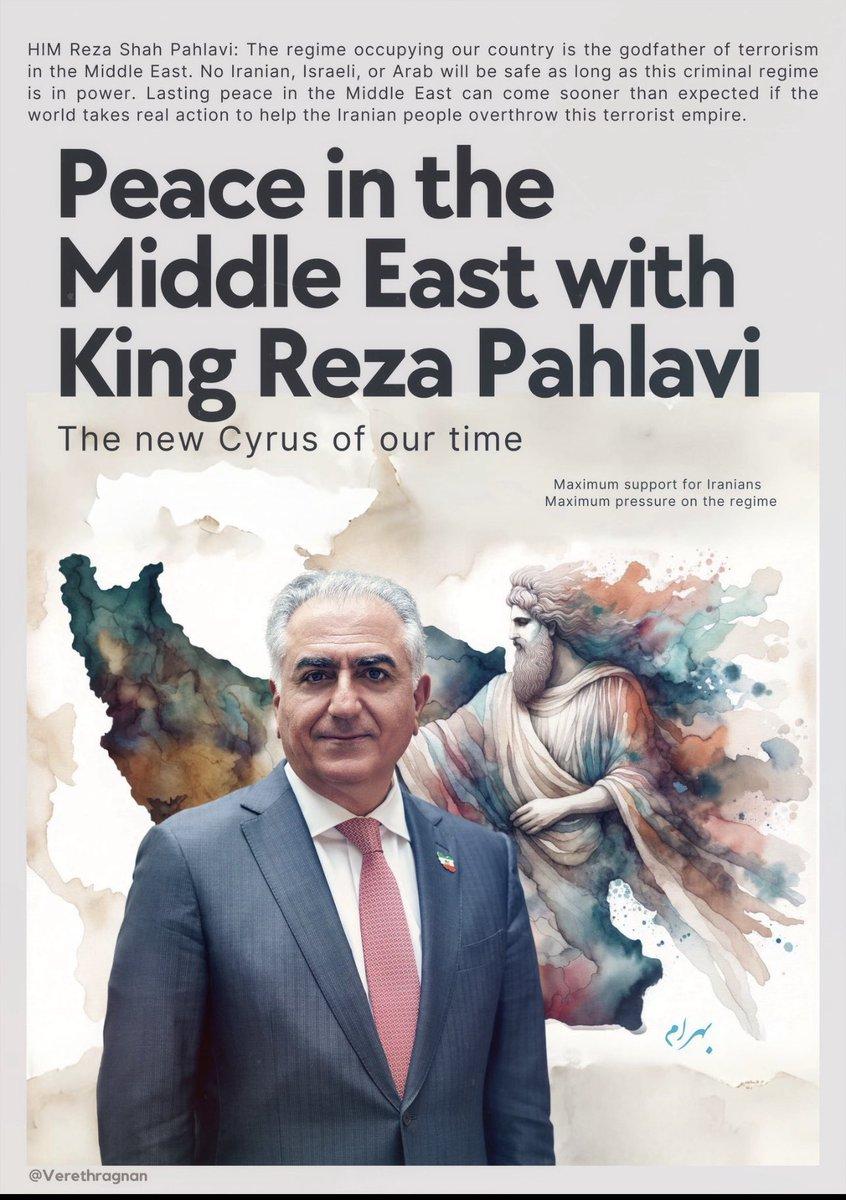 HIM Reza Shah Pahlavi: The regime occupying our country is the godfather of terrorism
in the Middle East. No Iranian, Israeli, or Arab will be safe as long as this criminal regime
is in power. Lasting peace in the Middle East can come sooner than expected if the
world takes real action to help the Iranian people overthrow this terrorist empire.
Peace in the
Middle East with
King Reza Pahlavi
The new Cyrus of our time
Maximum support for Iranians
Maximum pressure on the regime
بهرام
@Verethragnan